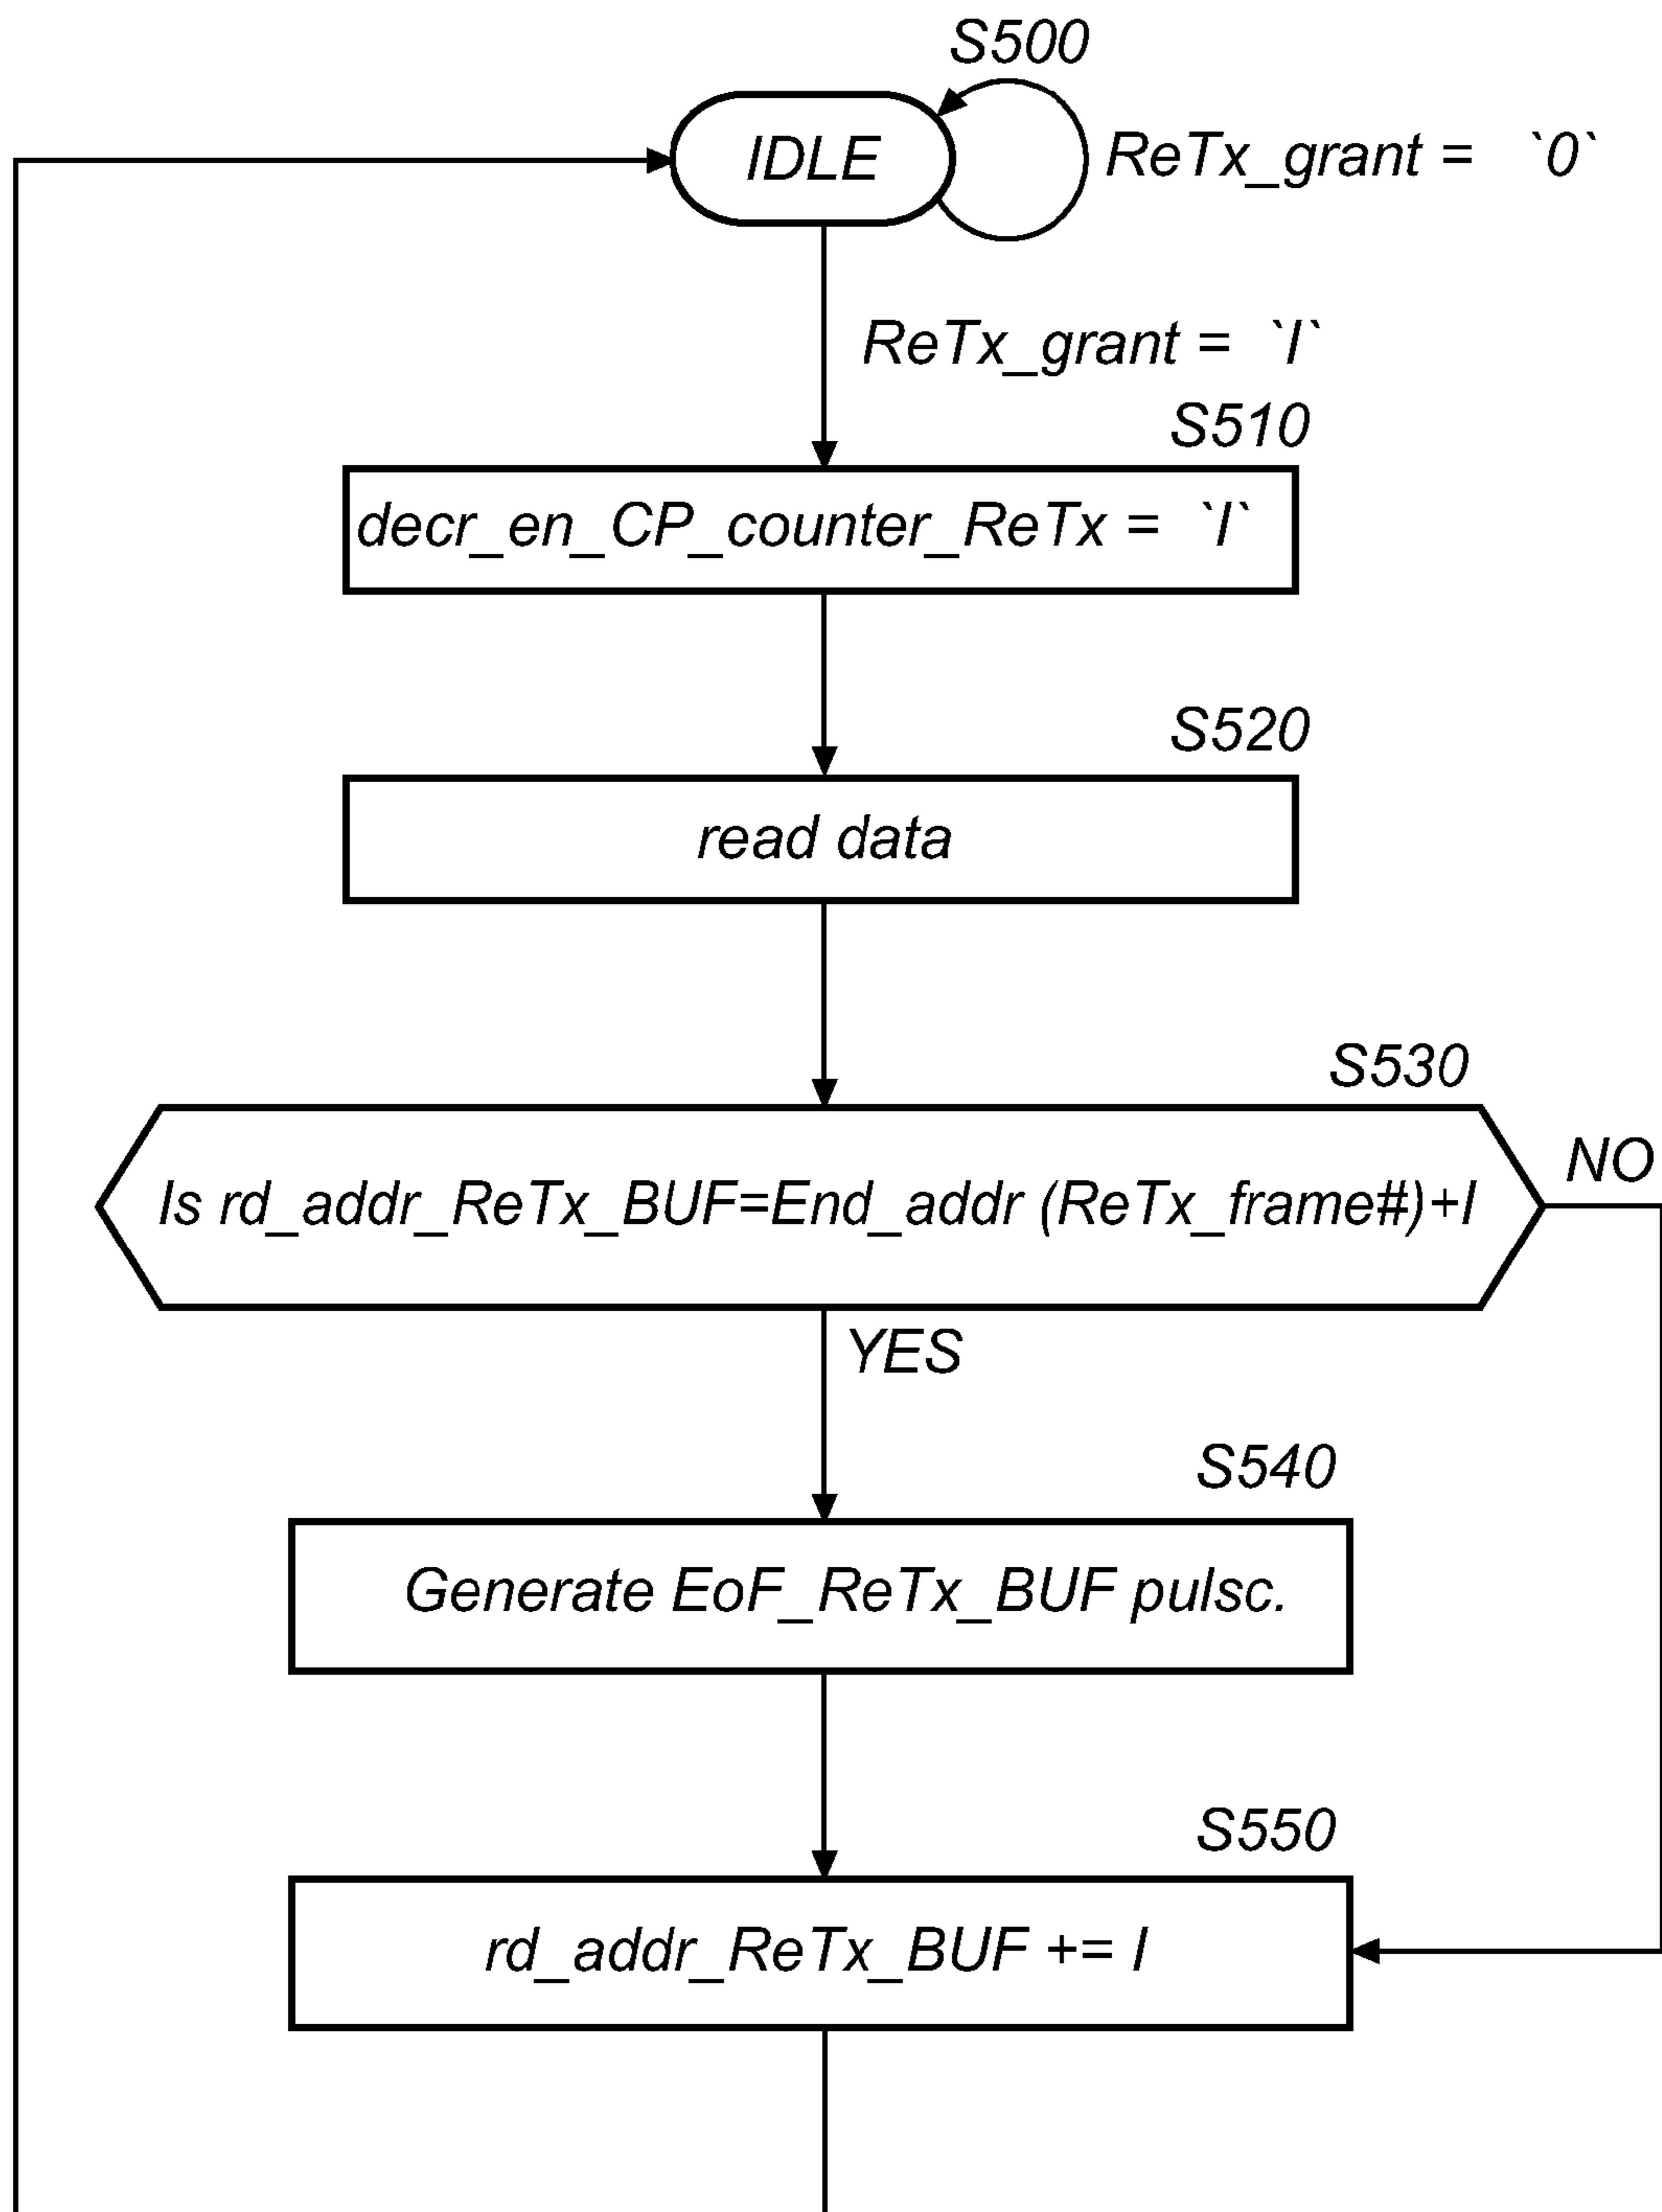 S500
IDLE
ReTx_grant = `0`
ReTx_grant = `I`
S510
decr_en_CP_counter_ReTx = `I`
S520
read data
S530
Is rd_addr_ReTx_BUF=End_addr (ReTx_frame#)+I
NO
YES
S540
Generate EoF_ReTx_BUF pulsc.
S550
rd_addr_ReTx_BUF += I